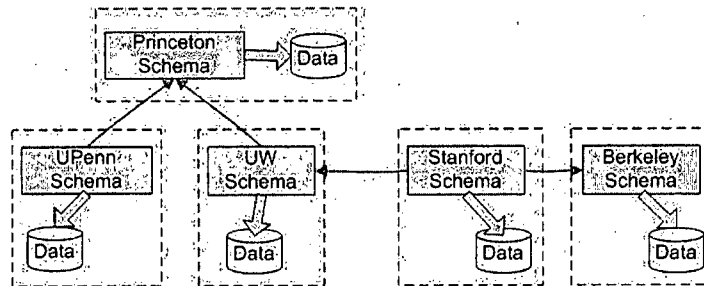 Princeton
Schema
Data
UPenn
Schema
Data
UW
Schema
Data
Stanford
Schema
Data
Berkeley
Schema
Data